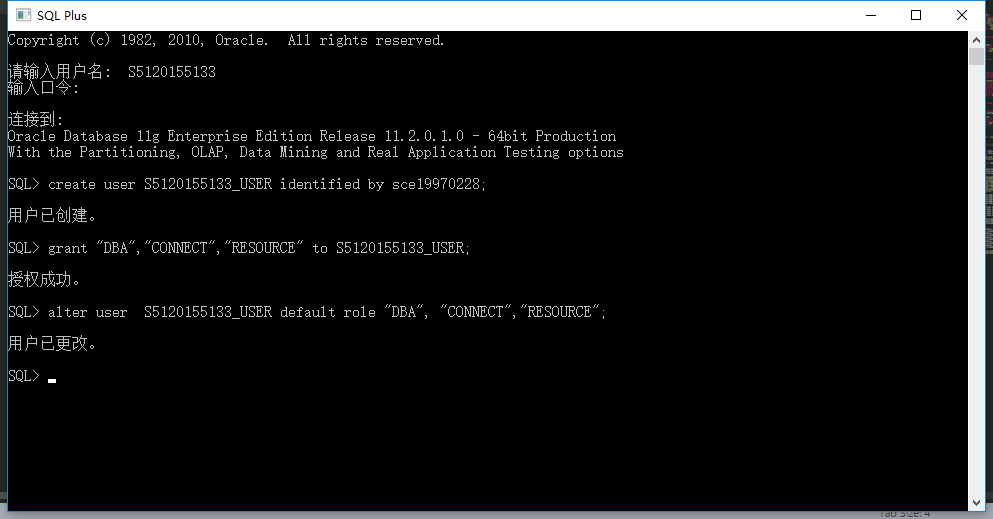 SQL Plus
Copyright (c) 1982, 2010, Oracle.  All rights reserved.
请输入用户名:  S5120155133
输入口令:
连接到:
Oracle Database 11g Enterprise Edition Release 11.2.0.1.0 - 64bit Production
With the Partitioning, OLAP, Data Mining and Real Application Testing options
SQL> create user S5120155133_USER identified by sce19970228;
用户已创建。
SQL> grant "DBA","CONNECT","RESOURCE" to S5120155133_USER;
授权成功。
SQL> alter user  S5120155133_USER default role "DBA", "CONNECT","RESOURCE";
用户已更改。
SQL>
Tab Size: 4